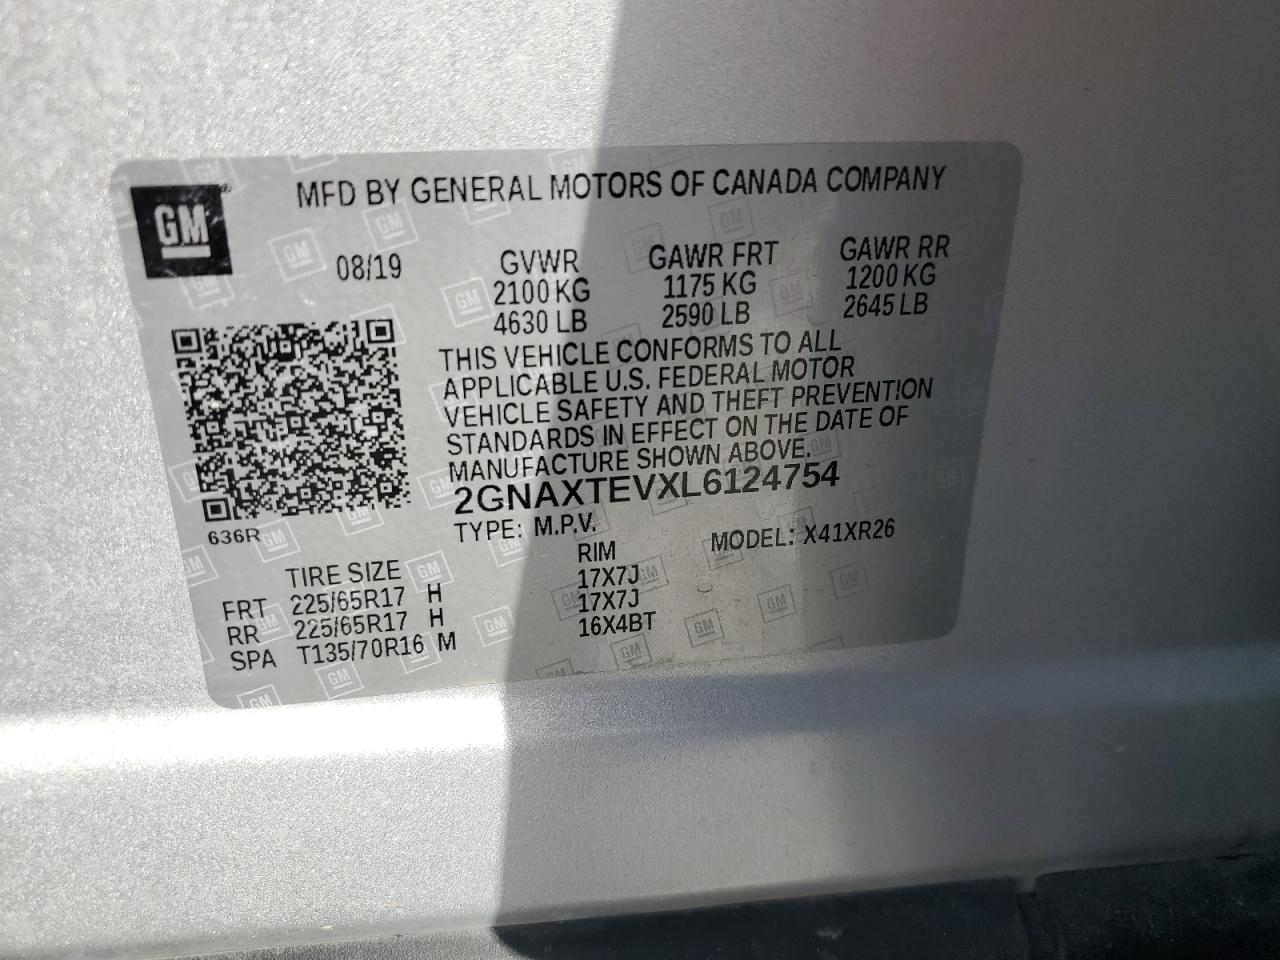 GM
MFD BY GENERAL MOTORS OF CANADA COMPANY
08/19 GVWR GAWR FRT GAWR RR
2100 KG 1175 KG 1200 KG
4630 LB 2590 LB 2645 LB
THIS VEHICLE CONFORMS TO ALL
APPLICABLE U.S. FEDERAL MOTOR
VEHICLE SAFETY AND THEFT PREVENTION
STANDARDS IN EFFECT ON THE DATE OF
MANUFACTURE SHOWN ABOVE.
2GNAXTEVXL6124754
636R
TYPE: M.P.V. MODEL: X41XR26
TIRE SIZE RIM
FRT 225/65R17 H 17X7J
RR 225/65R17 H 17X7J
SPA T135/70R16 M 16X4BT